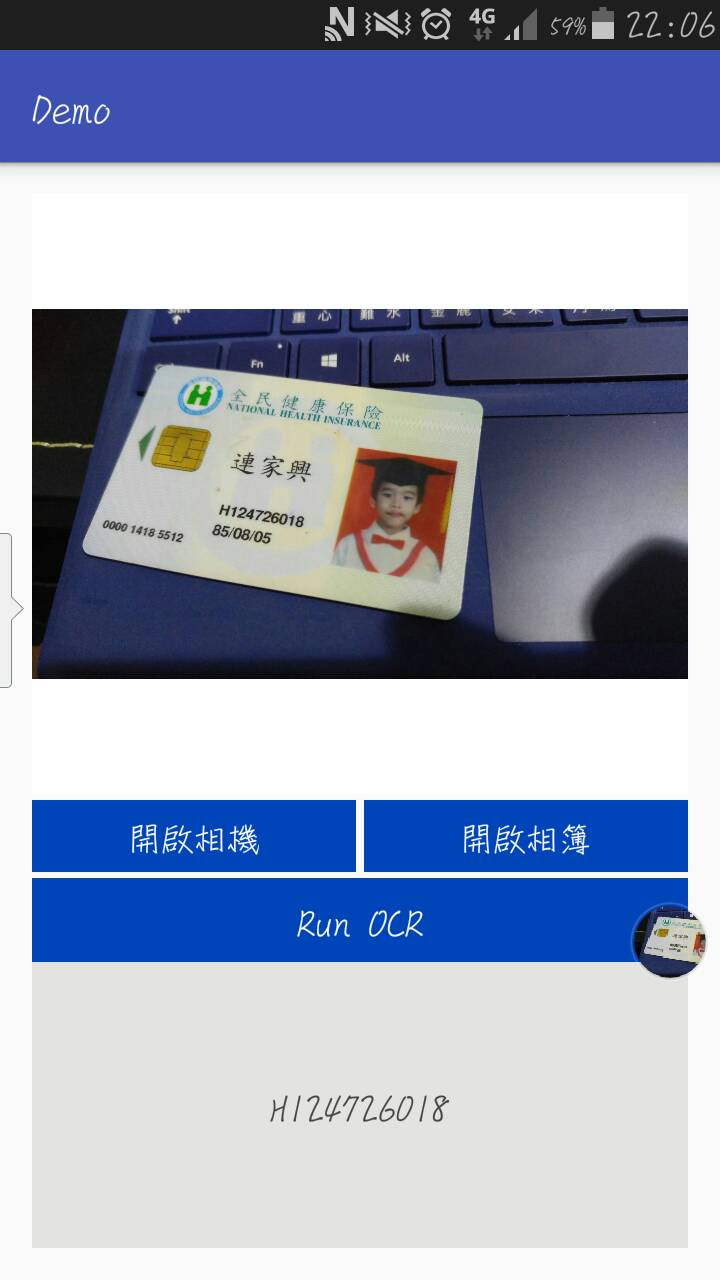 4G 59% 22:06
Demo
Shift
Fn
Alt
全民健康保險
NATIONAL HEALTH INSURANCE
連家興
H124726018
85/08/05
0000 1418 5512
開啟相機
開啟相簿
Run OCR
H124726018